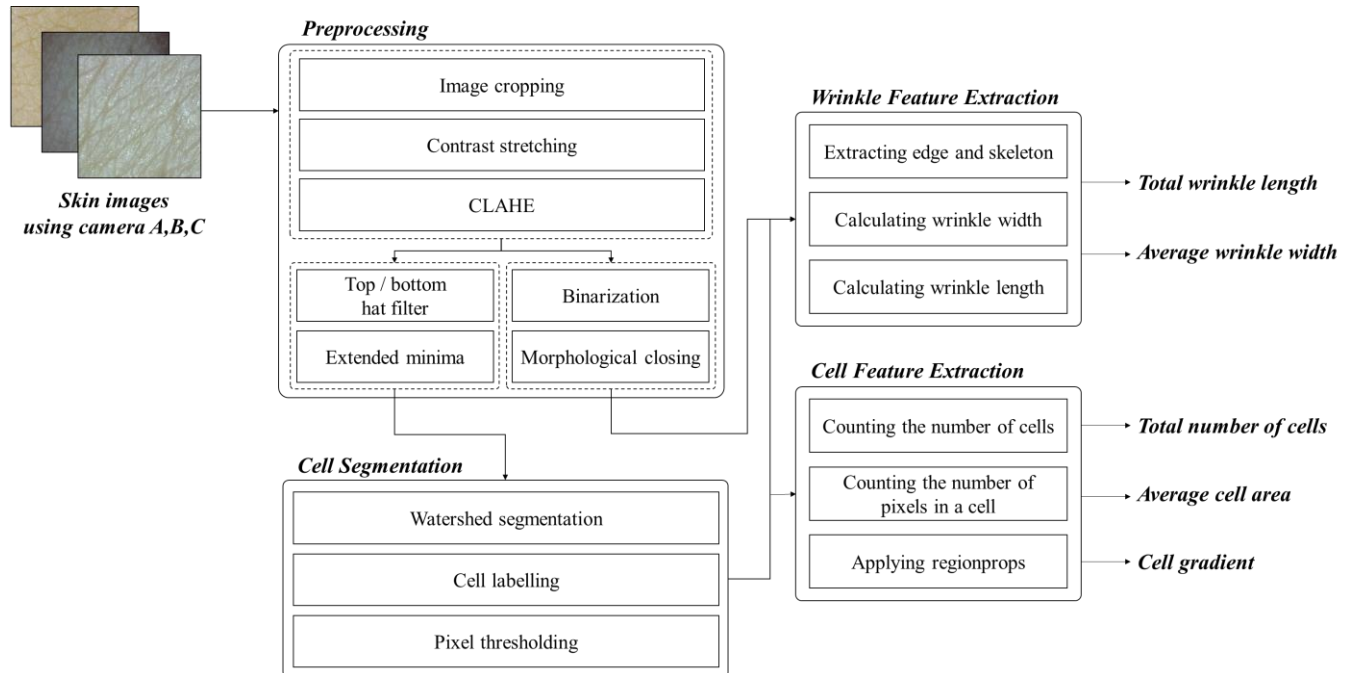 Preprocessing
Image cropping
Contrast stretching
CLAHE
Top / bottom
hat filter
Extended minima
Binarization
Morphological closing
Skin images
using camera A,B,C
Cell Segmentation
Watershed segmentation
Cell labelling
Pixel thresholding
Wrinkle Feature Extraction
Extracting edge and skeleton
Calculating wrinkle width
Calculating wrinkle length
Total wrinkle length
Average wrinkle width
Cell Feature Extraction
Counting the number of cells
Counting the number of
pixels in a cell
Applying regionprops
Total number of cells
Average cell area
Cell gradient